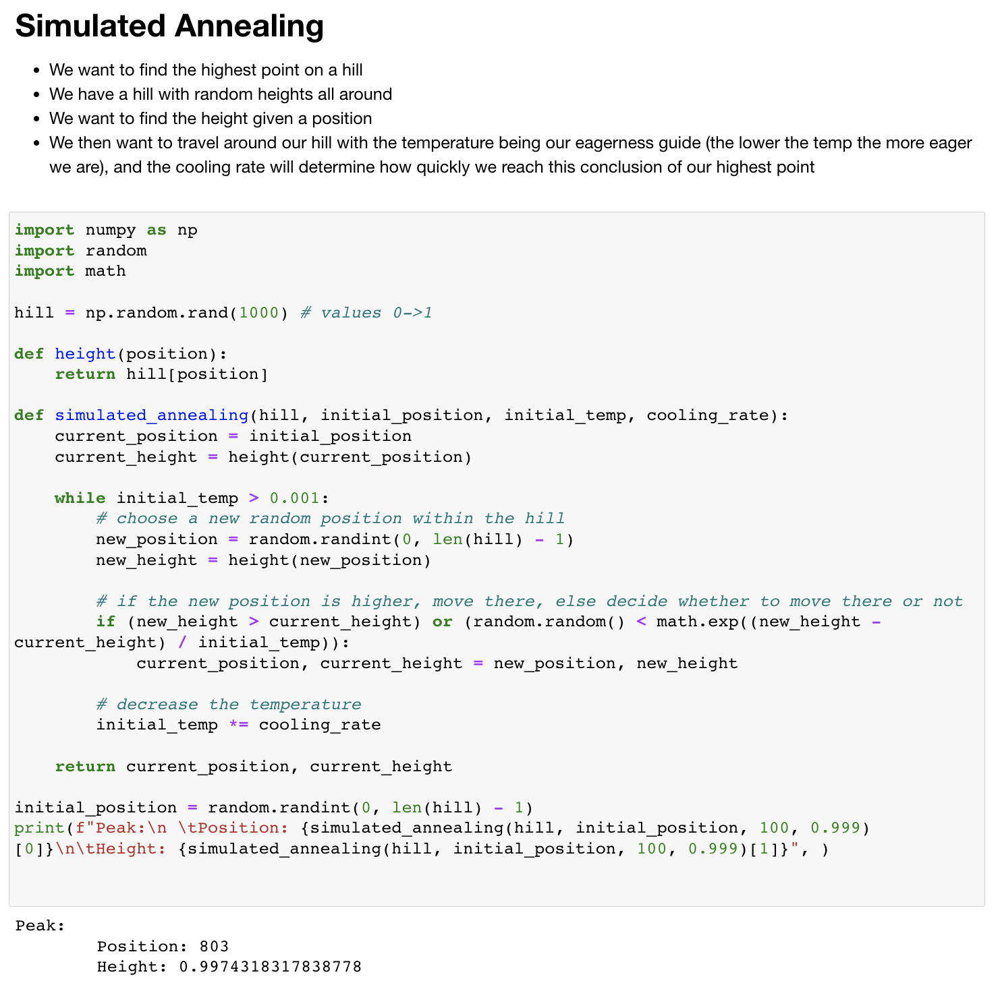 Simulated Annealing
• We want to find the highest point on a hill
• We have a hill with random heights all around
• We want to find the height given a position
• We then want to travel around our hill with the temperature being our eagerness guide (the lower the temp the more eager
we are), and the cooling rate will determine how quickly we reach this conclusion of our highest point
import numpy as np
import random
import math
hill = np.random.rand(1000) # values 0->1
def height(position):
    return hill[position]
def simulated_annealing(hill, initial_position, initial_temp, cooling_rate):
    current_position = initial_position
    current_height = height(current_position)
    while initial_temp > 0.001:
        # choose a new random position within the hill
        new_position = random.randint(0, len(hill) - 1)
        new_height = height(new_position)
        # if the new position is higher, move there, else decide whether to move there or not
        if (new_height > current_height) or (random.random() < math.exp((new_height -
current_height) / initial_temp)):
            current_position, current_height = new_position, new_height
        # decrease the temperature
        initial_temp *= cooling_rate
    return current_position, current_height
initial_position = random.randint(0, len(hill) - 1)
print(f"Peak:\n \tPosition: {simulated_annealing(hill, initial_position, 100, 0.999)
[0]}\n\tHeight: {simulated_annealing(hill, initial_position, 100, 0.999)[1]}", )
Peak:
        Position: 803
        Height: 0.9974318317838778